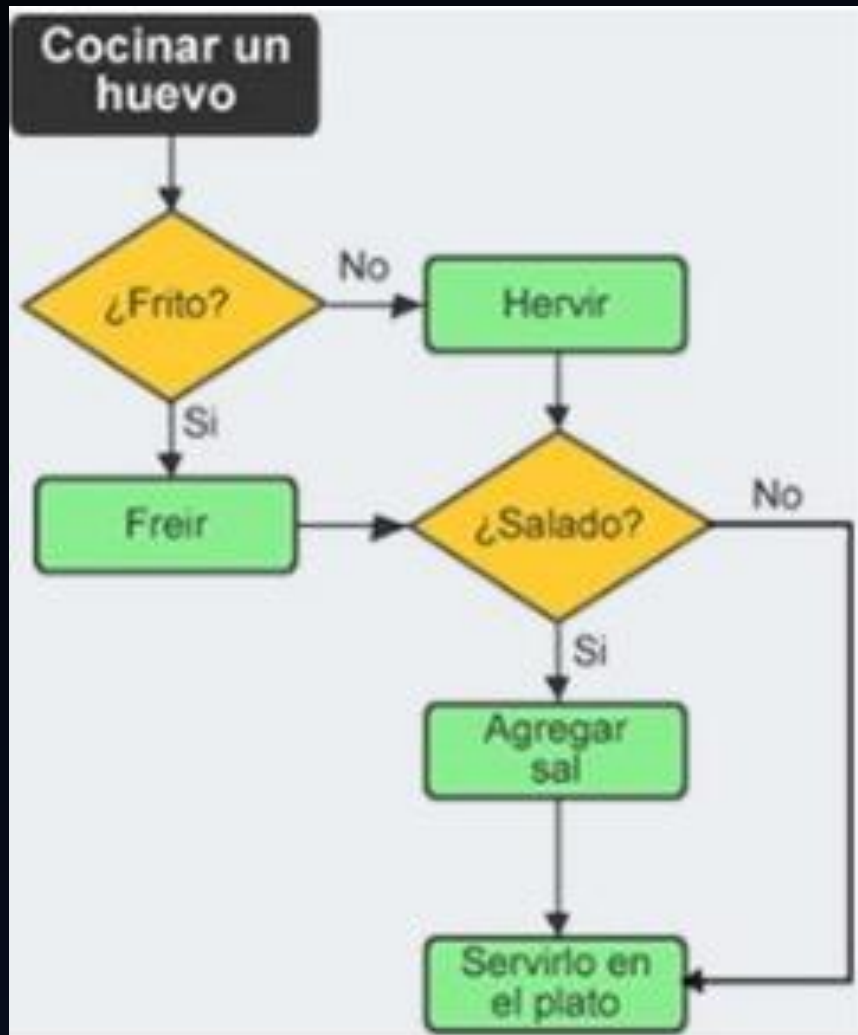 Cocinar un
huevo
¿Frito?
No
Hervir
Si
Freir
¿Salado?
No
Si
Agregar
sal
Servirlo en
el plato